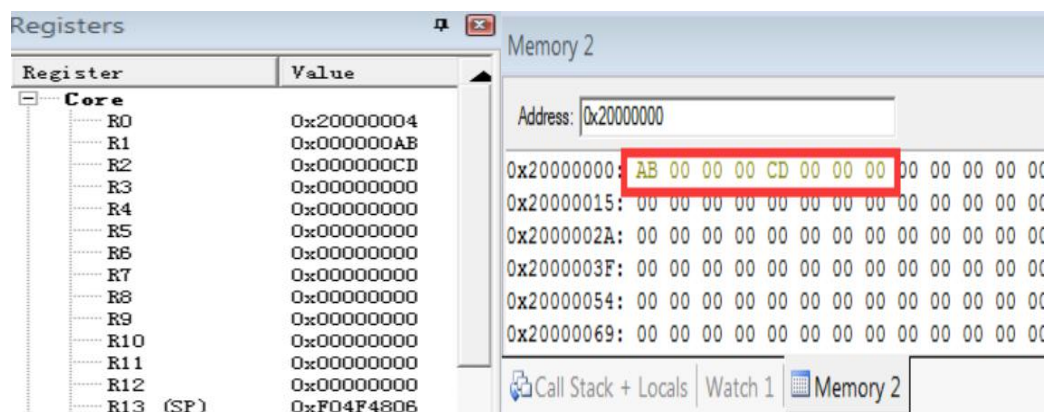 Registers
Register Value
Core
R0 0x20000004
R1 0x000000AB
R2 0x000000CD
R3 0x00000000
R4 0x00000000
R5 0x00000000
R6 0x00000000
R7 0x00000000
R8 0x00000000
R9 0x00000000
R10 0x00000000
R11 0x00000000
R12 0x00000000
R13 (SP) 0xF04F4806
Memory 2
Address: 0x20000000
0x20000000: AB 00 00 00 CD 00 00 00 00 00 00 00 00
0x20000015: 00 00 00 00 00 00 00 00 00 00 00 00 00
0x2000002A: 00 00 00 00 00 00 00 00 00 00 00 00 00
0x2000003F: 00 00 00 00 00 00 00 00 00 00 00 00 00
0x20000054: 00 00 00 00 00 00 00 00 00 00 00 00 00
0x20000069: 00 00 00 00 00 00 00 00 00 00 00 00 00
Call Stack + Locals Watch 1 Memory 2